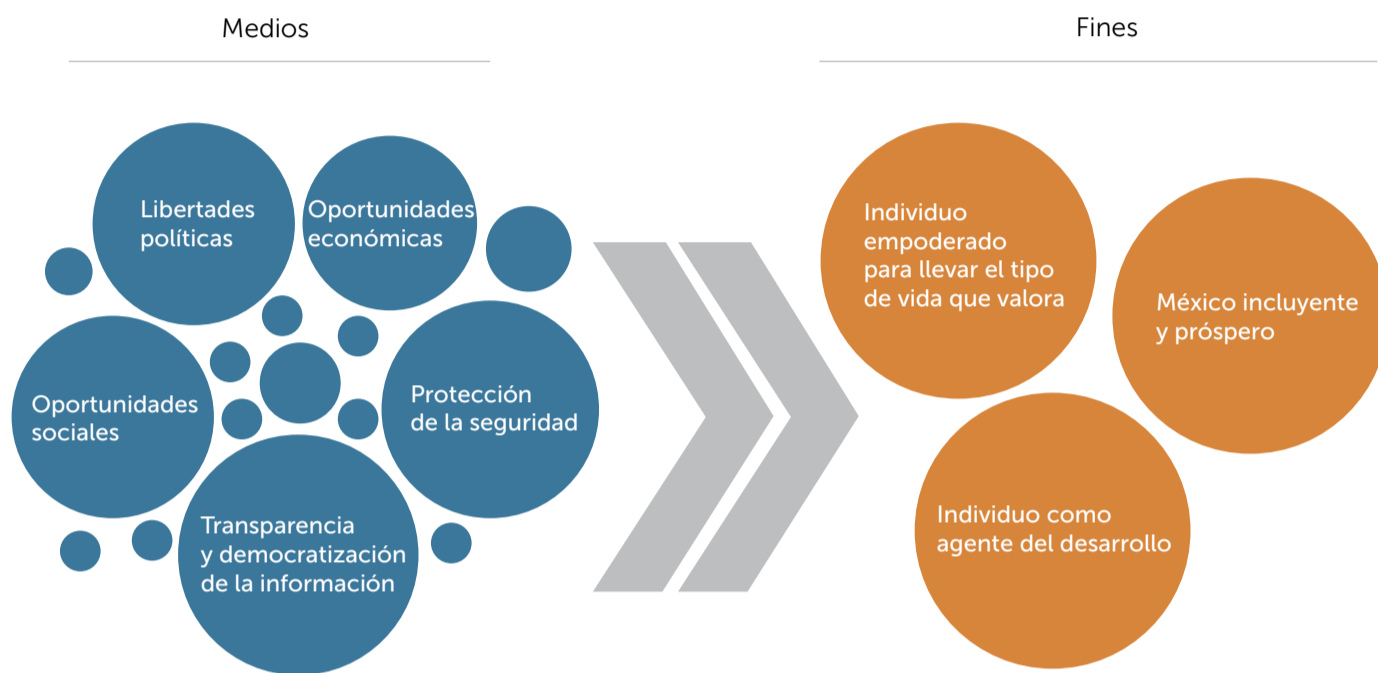 Medios
Fines
Libertades
políticas
Oportunidades
económicas
Oportunidades
sociales
Protección
de la seguridad
Transparencia
y democratización
de la información
Individuo
empoderado
para llevar el tipo
de vida que valora
México incluyente
y próspero
Individuo como
agente del desarrollo